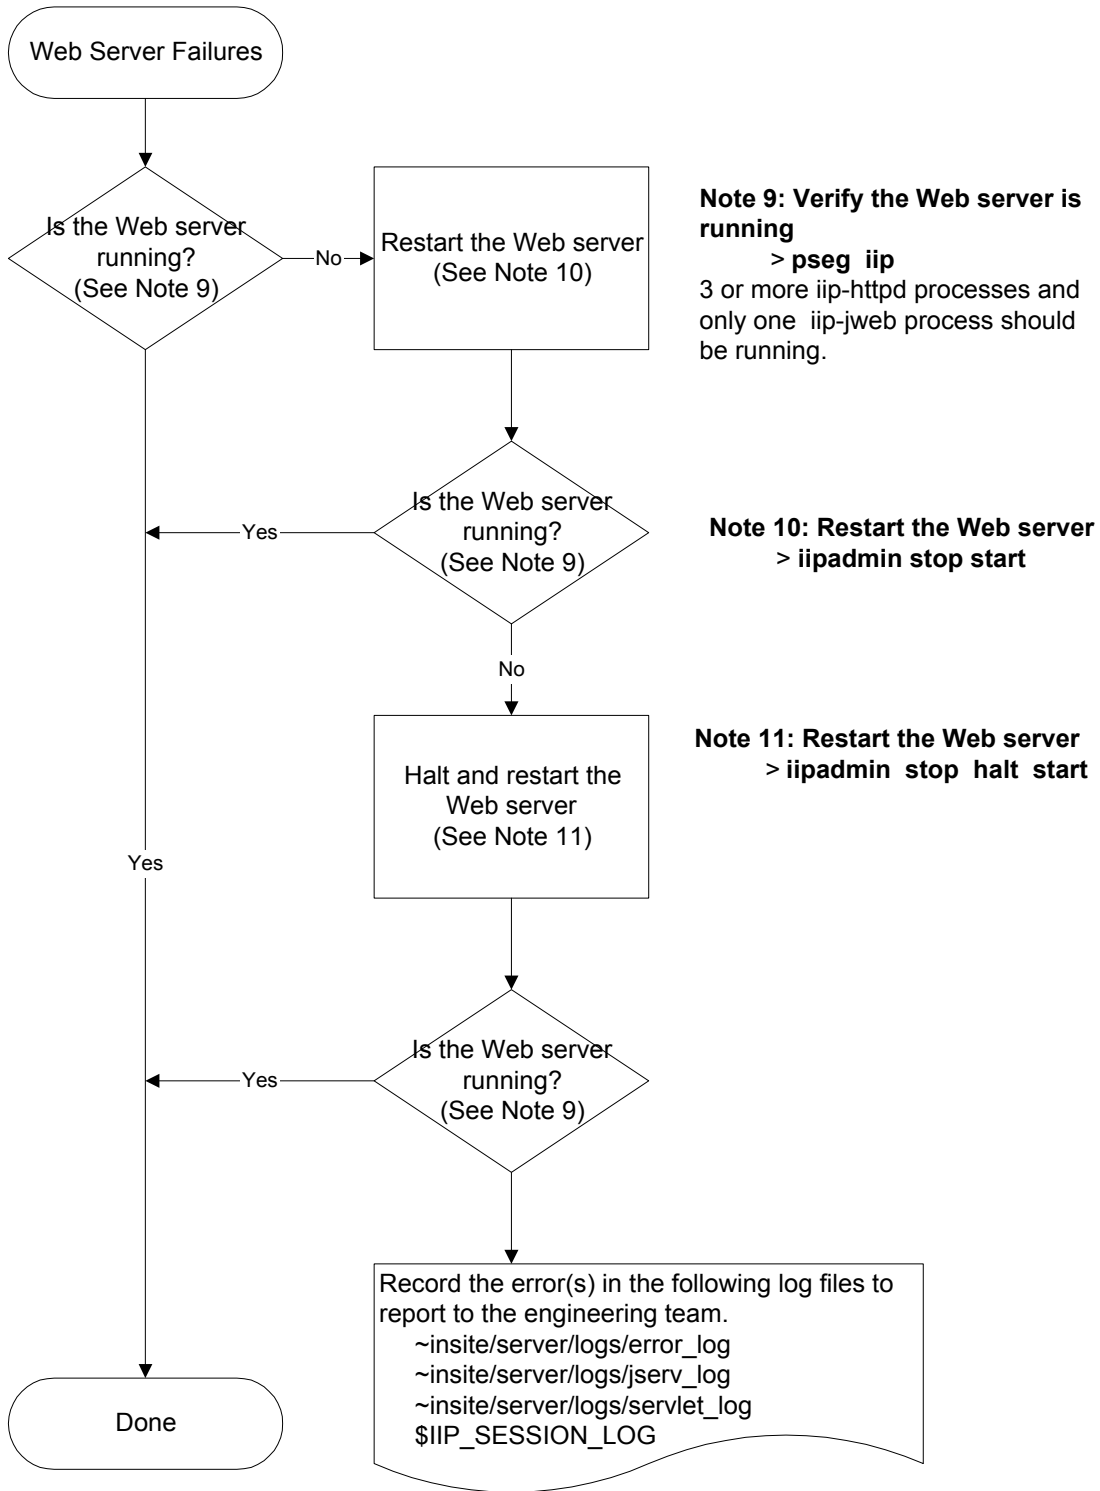 Web Server Failures
Is the Web server
running?
(See Note 9)
No
Restart the Web server
(See Note 10)
Note 9: Verify the Web server is
running
> pseg iip
3 or more iip-httpd processes and
only one iip-jweb process should
be running.
Is the Web server
running?
(See Note 9)
Yes
Note 10: Restart the Web server
> iipadmin stop start
No
Halt and restart the
Web server
(See Note 11)
Note 11: Restart the Web server
> iipadmin stop halt start
Yes
Is the Web server
running?
(See Note 9)
Yes
Record the error(s) in the following log files to
report to the engineering team.
~insite/server/logs/error_log
~insite/server/logs/jserv_log
~insite/server/logs/servlet_log
$IIP_SESSION_LOG
Done